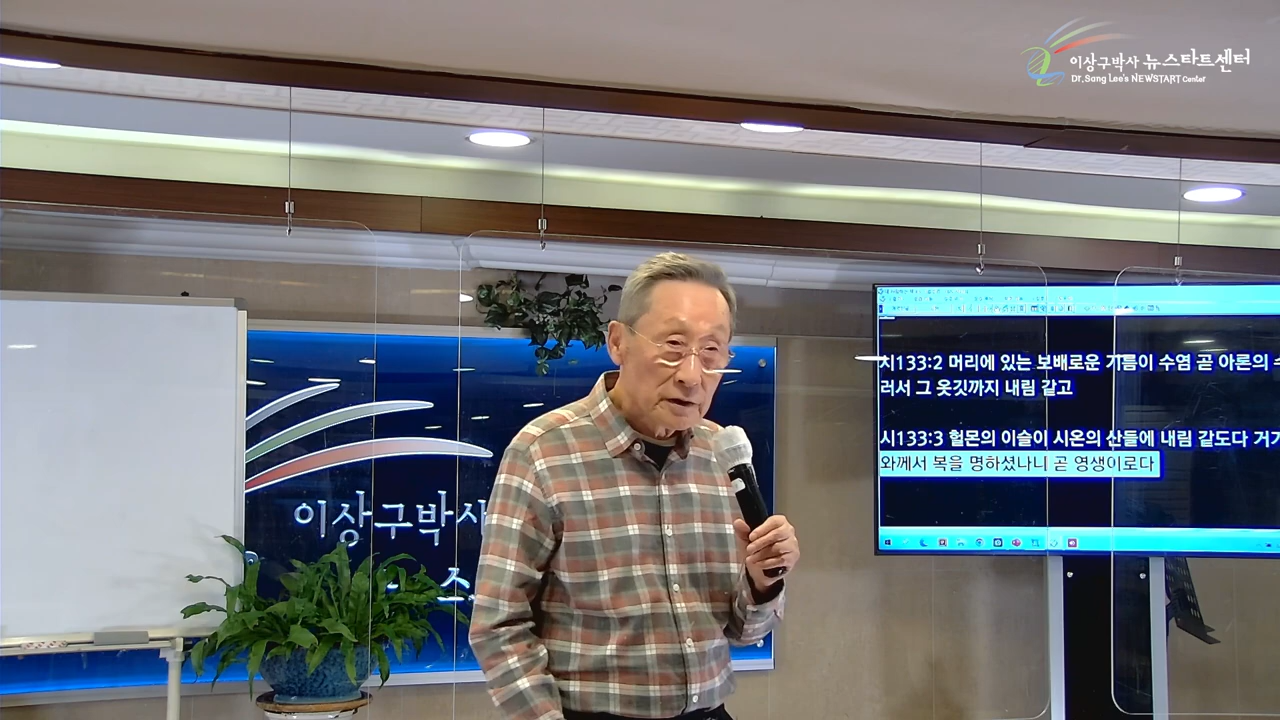 이상구박사 뉴스타트센터
Dr. Sang Lee's NEWSTART Center
시133:2 머리에 있는 보배로운 기름이 수염 곧 아론의
러서 그 옷깃까지 내림 같고
시133:3 헐몬의 이슬이 시온의 산들에 내림 같도다
와께서 복을 명하셨나니 곧 영생이로다
이상구박사
스